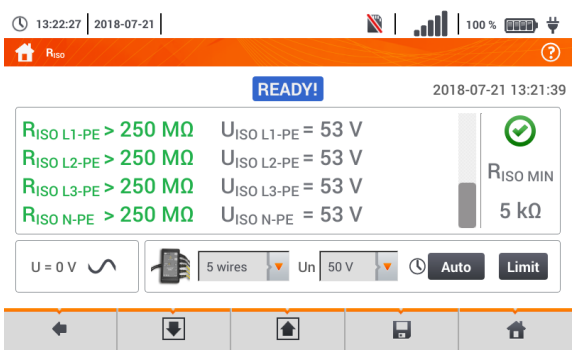 13:22:27 2018-07-21 100 %
RISO ?
READY! 2018-07-21 13:21:39
RISO L1-PE > 250 MΩ UISO L1-PE = 53 V
RISO L2-PE > 250 MΩ UISO L2-PE = 53 V
RISO L3-PE > 250 MΩ UISO L3-PE = 53 V
RISO N-PE > 250 MΩ UISO N-PE = 53 V
RISO MIN
5 kΩ
U = 0 V 5 wires Un 50 V Auto Limit